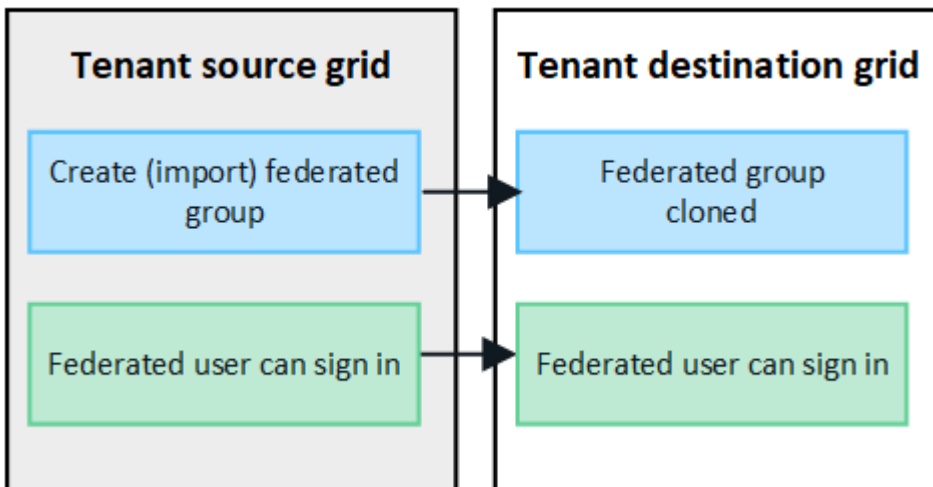 Tenant source grid
Create (import) federated
group
Federated user can sign in
Tenant destination grid
Federated group
cloned
Federated user can sign in